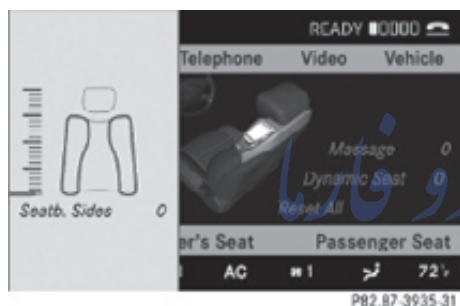 READY
Telephone Video Vehicle
Massage 0
Dynamic Seat 0
Reset All
Seatb. Sides 0
er's Seat Passenger Seat
AC 1 72°F
P82.87-3935-31